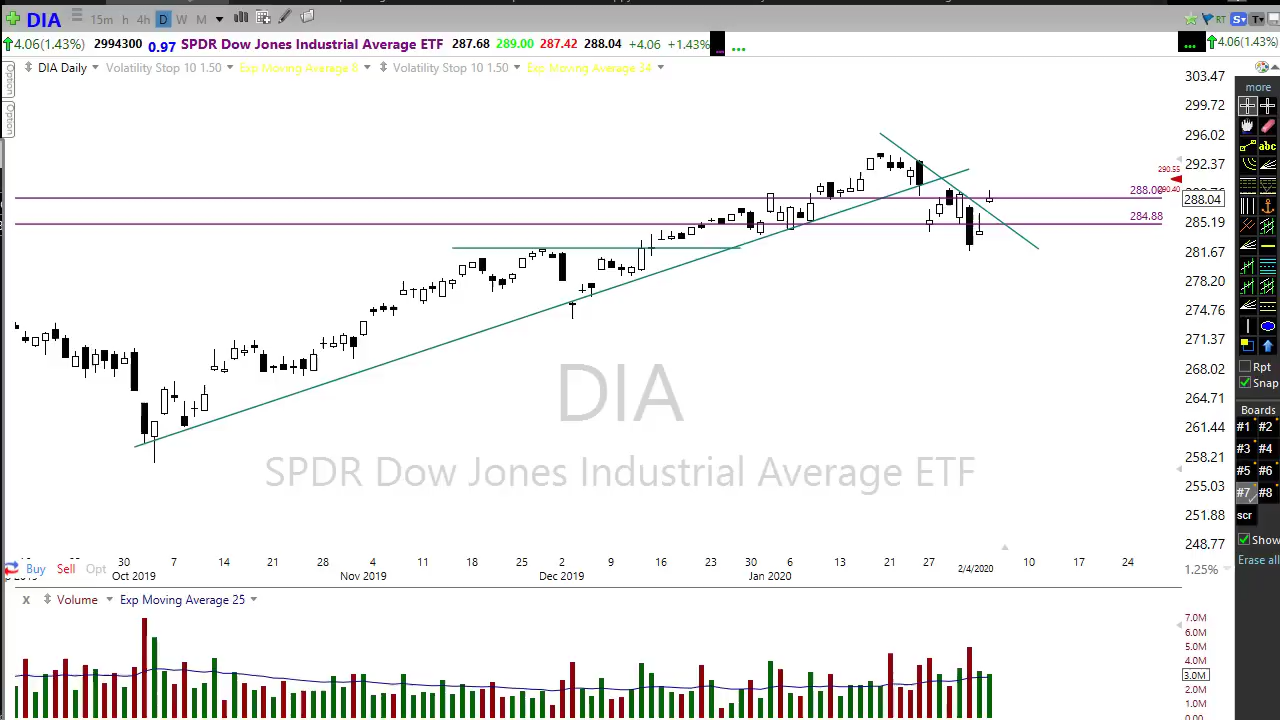 DIA 15m h 4h D W M RT S T
4.06(1.43%) 2994300 0.97 SPDR Dow Jones Industrial Average ETF 287.68 289.00 287.42 288.04 +4.06 +1.43% ... ... 4.06(1.43%)
DIA Daily Volatility Stop 10 1.50 Exp Moving Average 8 Volatility Stop 10 1.50 Exp Moving Average 34
Option
Option
303.47
299.72
296.02
292.37
290.55
290.40
288.00
288.04
284.88
285.19
281.67
278.20
274.76
271.37
268.02
264.71
261.44
258.21
255.03
251.88
248.77
DIA
SPDR Dow Jones Industrial Average ETF
30 7 14 21 28 4 11 18 25 2 9 16 23 30 6 13 21 27 2/4/2020 10 17 24
Oct 2019 Nov 2019 Dec 2019 Jan 2020
Buy Sell Opt 1.25%
X Volume Exp Moving Average 25
7.0M
6.0M
5.0M
4.0M
3.0M
2.0M
1.0M
0.00
more
abc
Rpt
Snap
Boards
#1 #2
#3 #4
#5 #6
#7 #8
scr
Show
Erase all